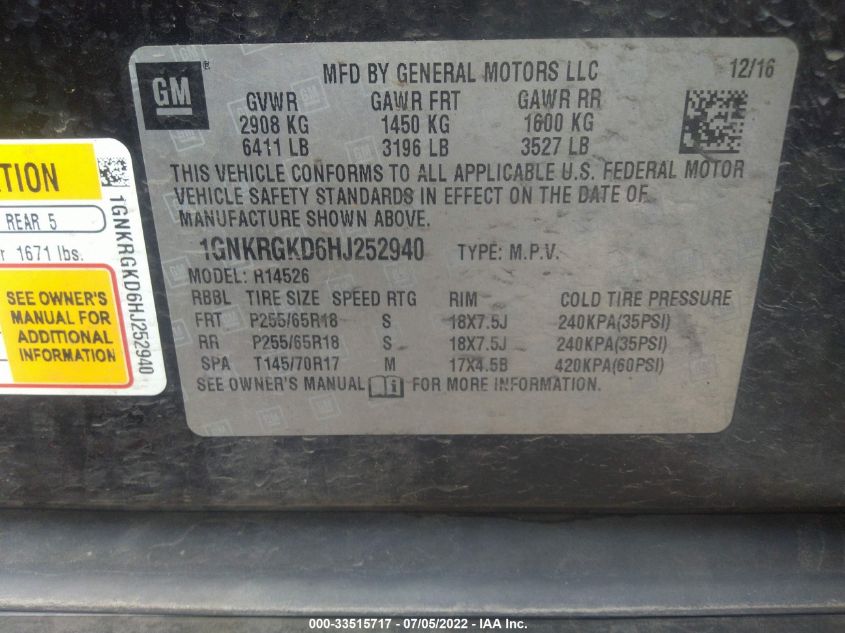 GM
®
MFD BY GENERAL MOTORS LLC 12/16
GVWR GAWR FRT GAWR RR
2908 KG 1450 KG 1600 KG
6411 LB 3196 LB 3527 LB
THIS VEHICLE CONFORMS TO ALL APPLICABLE U.S. FEDERAL MOTOR
VEHICLE SAFETY STANDARDS IN EFFECT ON THE DATE OF
MANUFACTURE SHOWN ABOVE.
1GNKRGKD6HJ252940 TYPE: M.P.V.
MODEL: R14526
RBBL TIRE SIZE SPEED RTG RIM COLD TIRE PRESSURE
FRT P255/65R18 S 18X7.5J 240KPA(35PSI)
RR P255/65R18 S 18X7.5J 240KPA(35PSI)
SPA T145/70R17 M 17X4.5B 420KPA(60PSI)
SEE OWNER'S MANUAL FOR MORE INFORMATION.
REAR 5
1671 lbs.
SEE OWNER'S
MANUAL FOR
ADDITIONAL
INFORMATION
1GNKRGKD6HJ252940
000-33515717 - 07/05/2022 - IAA Inc.